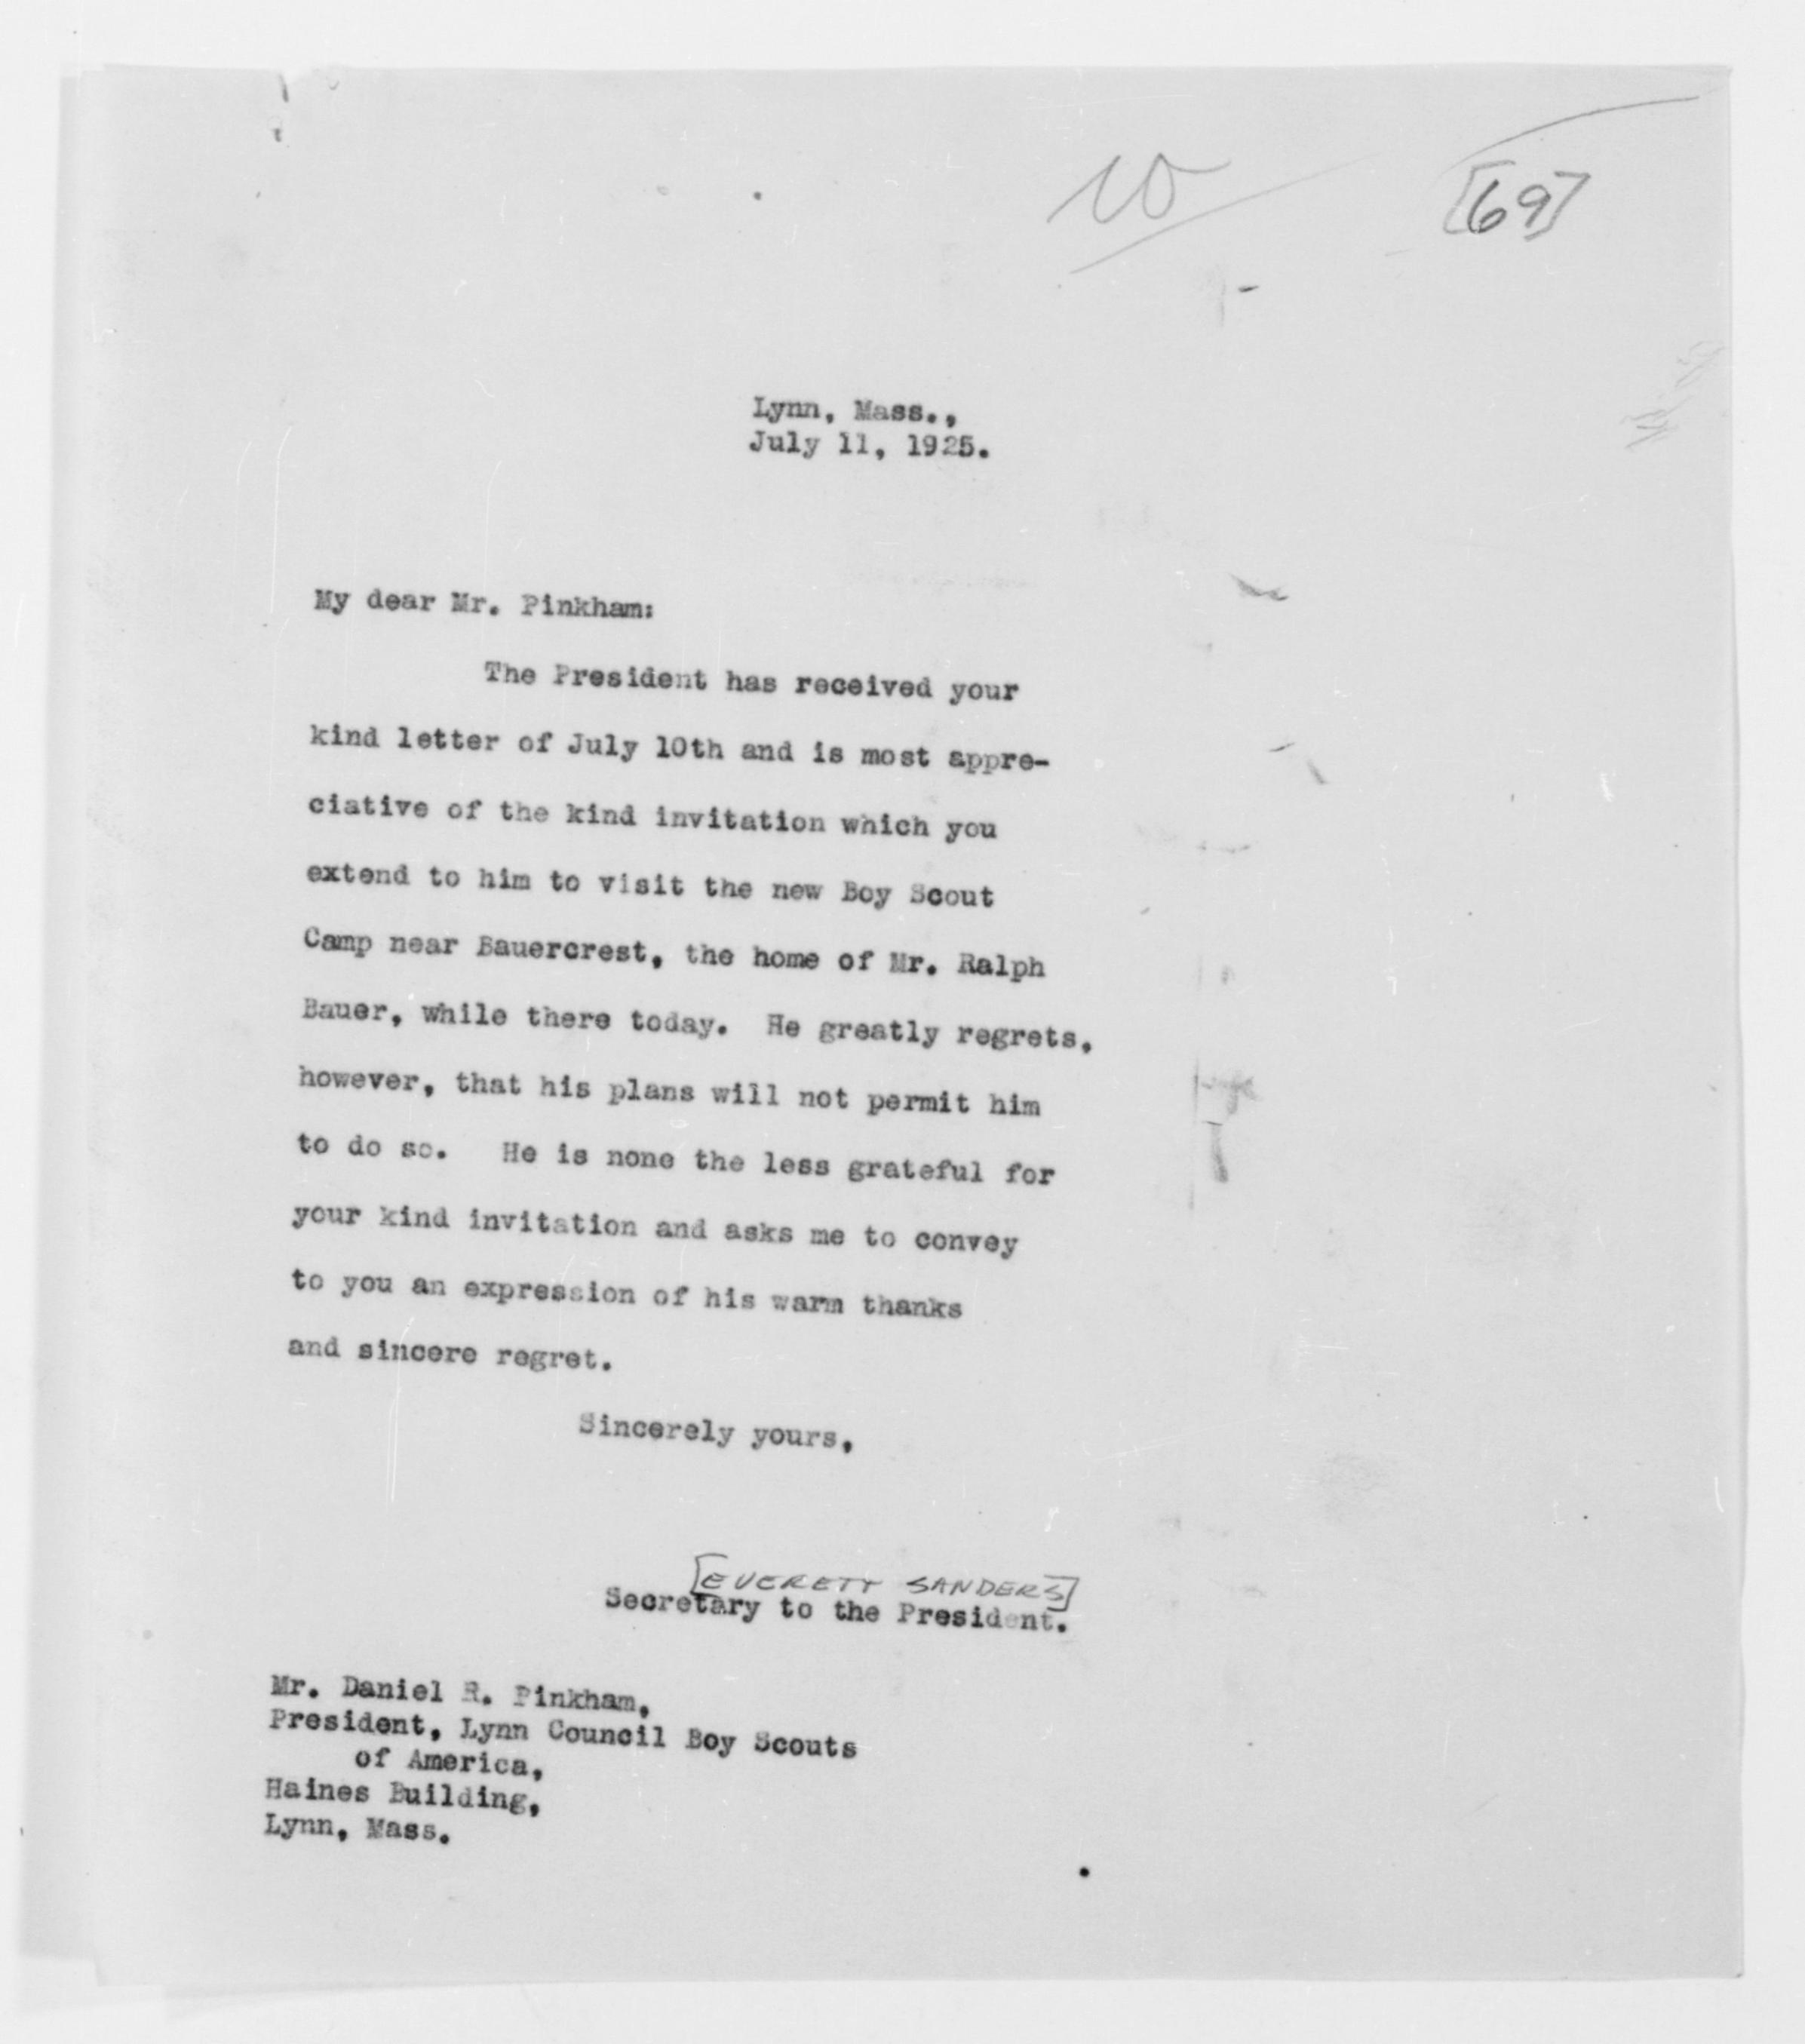 [69]
Lynn, Mass.,
July 11, 1925.
My dear Mr. Pinkham:
The President has received your
kind letter of July 10th and is most appre-
ciative of the kind invitation which you
extend to him to visit the new Boy Scout
Camp near Bauercrest, the home of Mr. Ralph
Bauer, while there today. He greatly regrets,
however, that his plans will not permit him
to do so. He is none the less grateful for
your kind invitation and asks me to convey
to you an expression of his warm thanks
and sincere regret.
Sincerely yours,
[EVERETT SANDERS]
Secretary to the President.
Mr. Daniel R. Pinkham,
President, Lynn Council Boy Scouts
of America,
Haines Building,
Lynn, Mass.